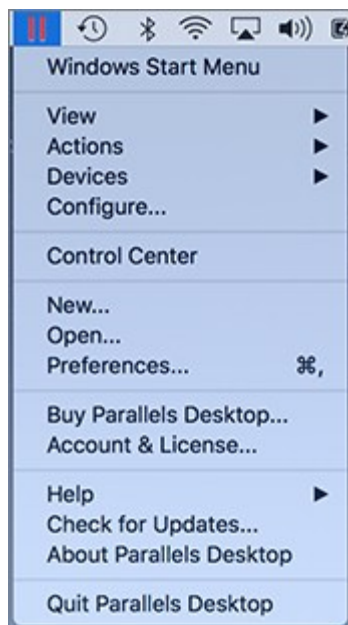 Windows Start Menu
View
Actions
Devices
Configure...
Control Center
New...
Open...
Preferences... ⌘,
Buy Parallels Desktop...
Account & License...
Help
Check for Updates...
About Parallels Desktop
Quit Parallels Desktop